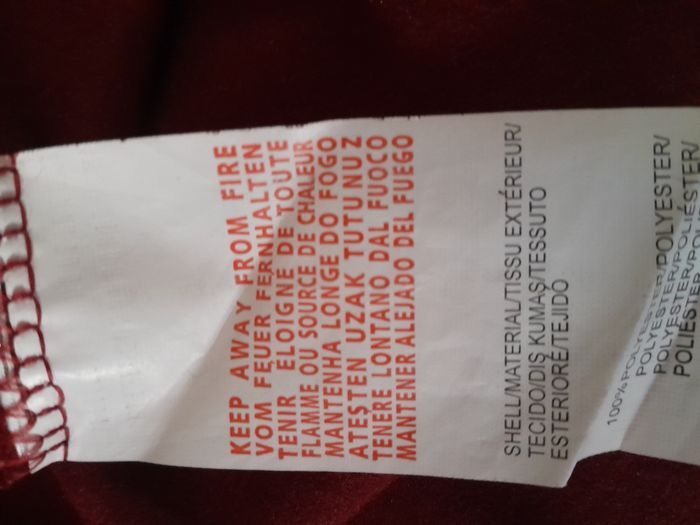 KEEP AWAY FROM FIRE
VOM FEUER FERNHALTEN
TENIR ELOIGNE DE TOUTE
FLAMME OU SOURCE DE CHALEUR
MANTENHA LONGE DO FOGO
ATEŞTEN UZAK TUTUNUZ
TENERE LONTANO DAL FUOCO
MANTENER ALEJADO DEL FUEGO
SHELL/MATERIAL/TISSU EXTÉRIEUR/
TECIDO/DIŞ KUMAŞ/TESSUTO
ESTERIORE/TEJIDO
100%POLYESTER/POLYESTER/
POLYESTER/POLIÉSTER/
POLYESTER/
POLIÉSTER/